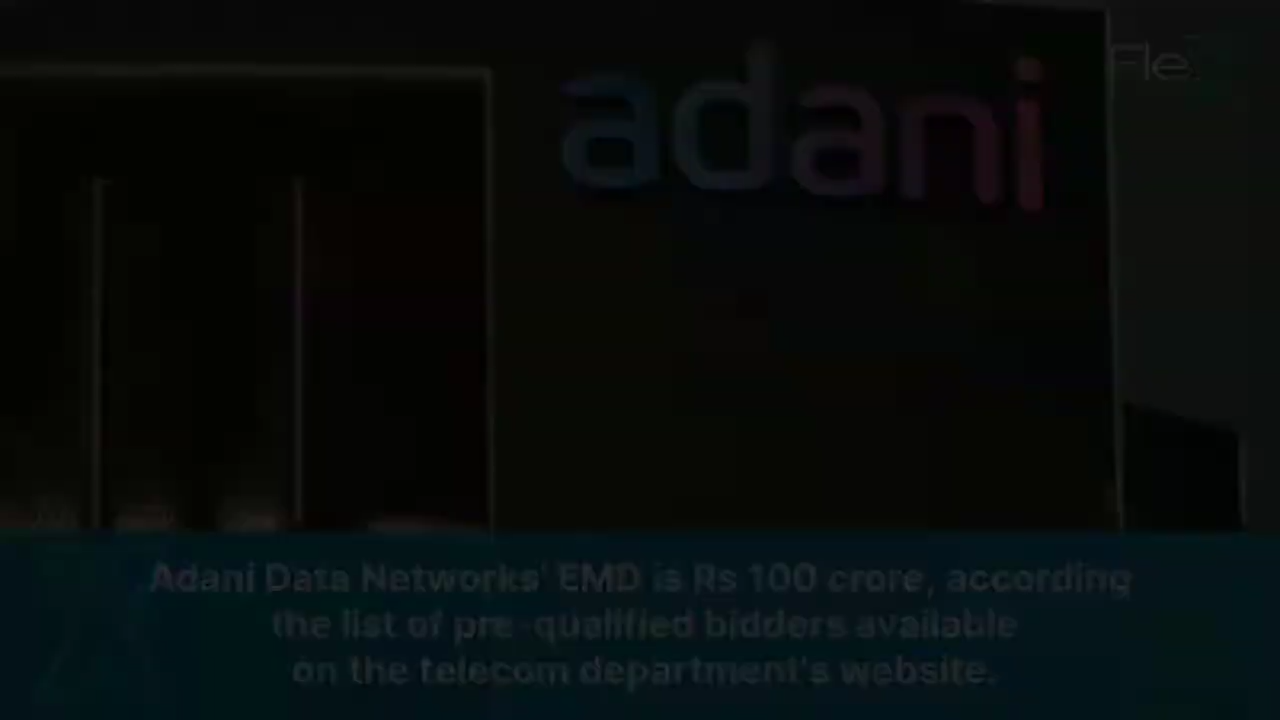 adani
Adani Data Networks' EMD is Rs 100 crore, according
the list of pre-qualified bidders available
on the telecom department's website.